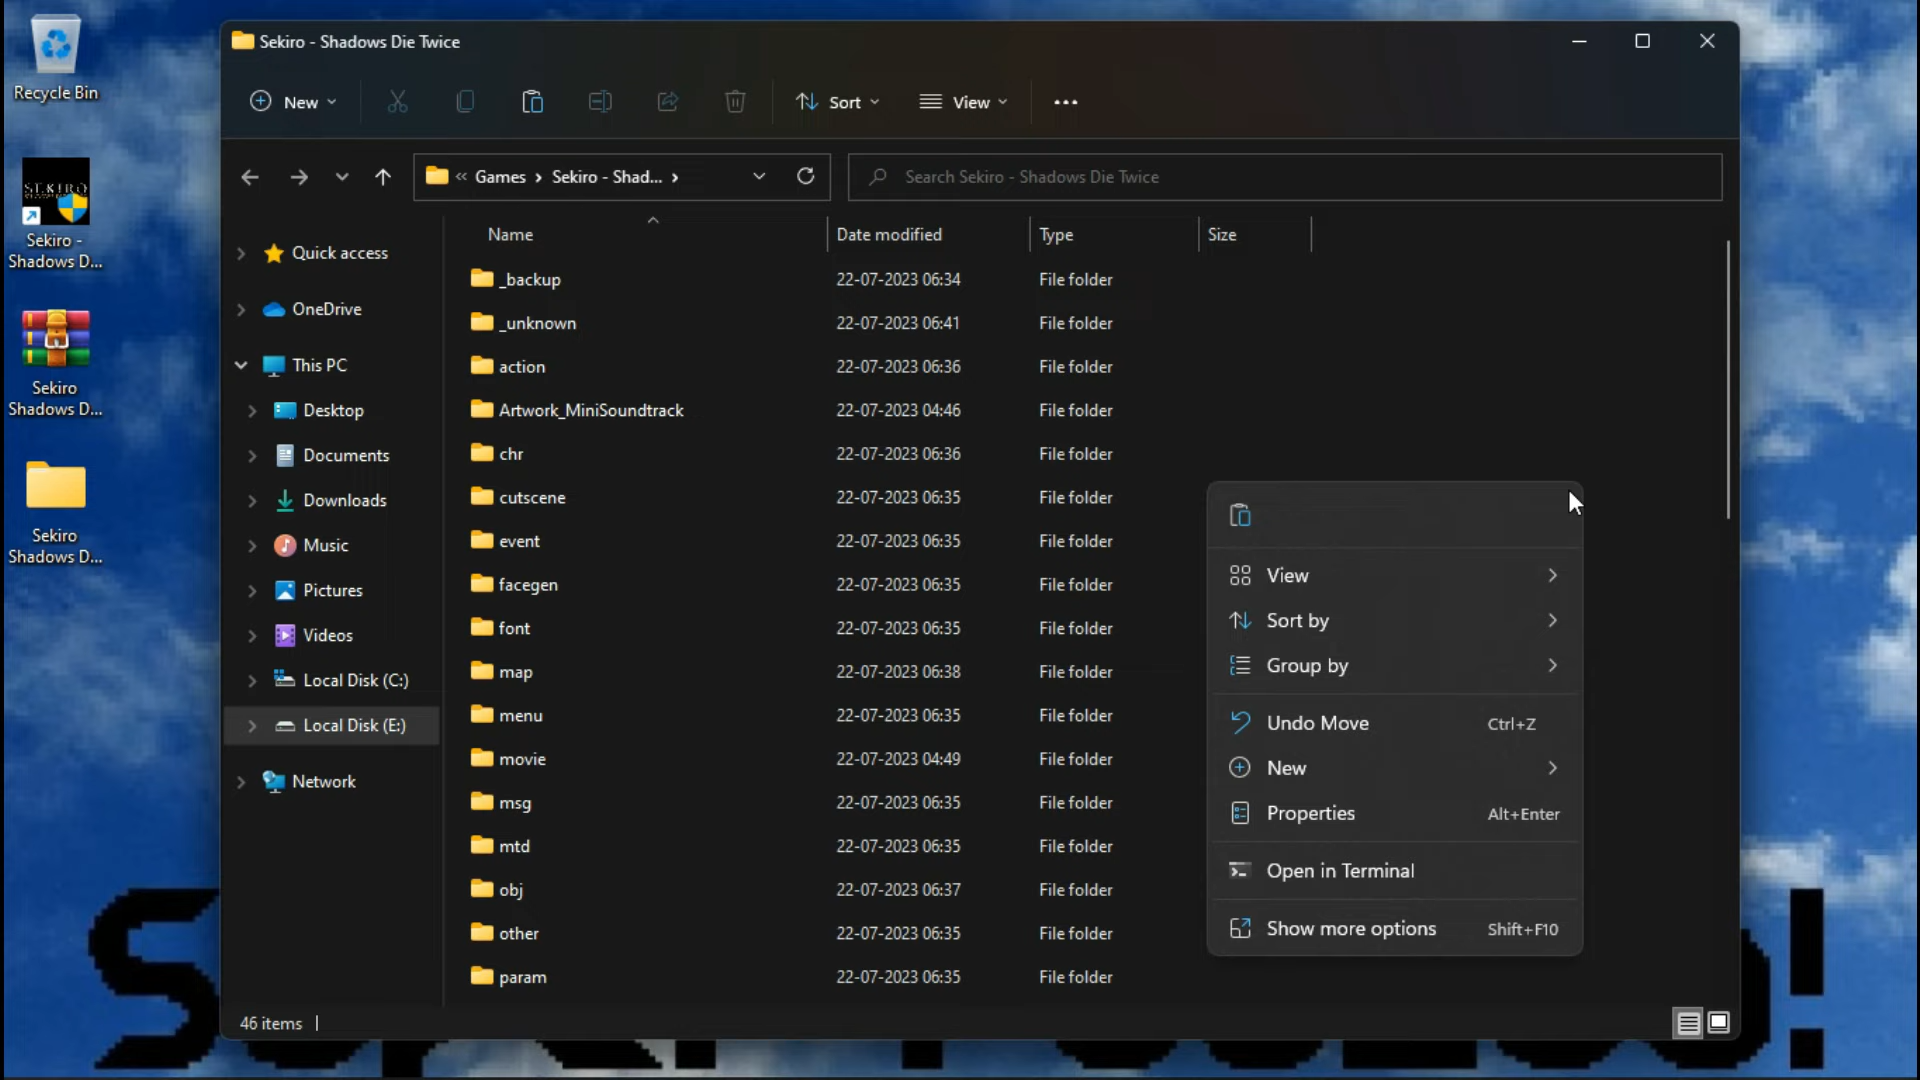 Recycle Bin
SEKIRO
Sekiro -
Shadows D...
Sekiro
Shadows D...
Sekiro
Shadows D...
Sekiro - Shadows Die Twice
New
Sort
View
« Games › Sekiro - Shad... ›
Search Sekiro - Shadows Die Twice
Quick access
OneDrive
This PC
Desktop
Documents
Downloads
Music
Pictures
Videos
Local Disk (C:)
Local Disk (E:)
Network
Name Date modified Type Size
_backup 22-07-2023 06:34 File folder
_unknown 22-07-2023 06:41 File folder
action 22-07-2023 06:36 File folder
Artwork_MiniSoundtrack 22-07-2023 04:46 File folder
chr 22-07-2023 06:36 File folder
cutscene 22-07-2023 06:35 File folder
event 22-07-2023 06:35 File folder
facegen 22-07-2023 06:35 File folder
font 22-07-2023 06:35 File folder
map 22-07-2023 06:38 File folder
menu 22-07-2023 06:35 File folder
movie 22-07-2023 04:49 File folder
msg 22-07-2023 06:35 File folder
mtd 22-07-2023 06:35 File folder
obj 22-07-2023 06:37 File folder
other 22-07-2023 06:35 File folder
param 22-07-2023 06:35 File folder
View
Sort by
Group by
Undo Move Ctrl+Z
New
Properties Alt+Enter
Open in Terminal
Show more options Shift+F10
46 items